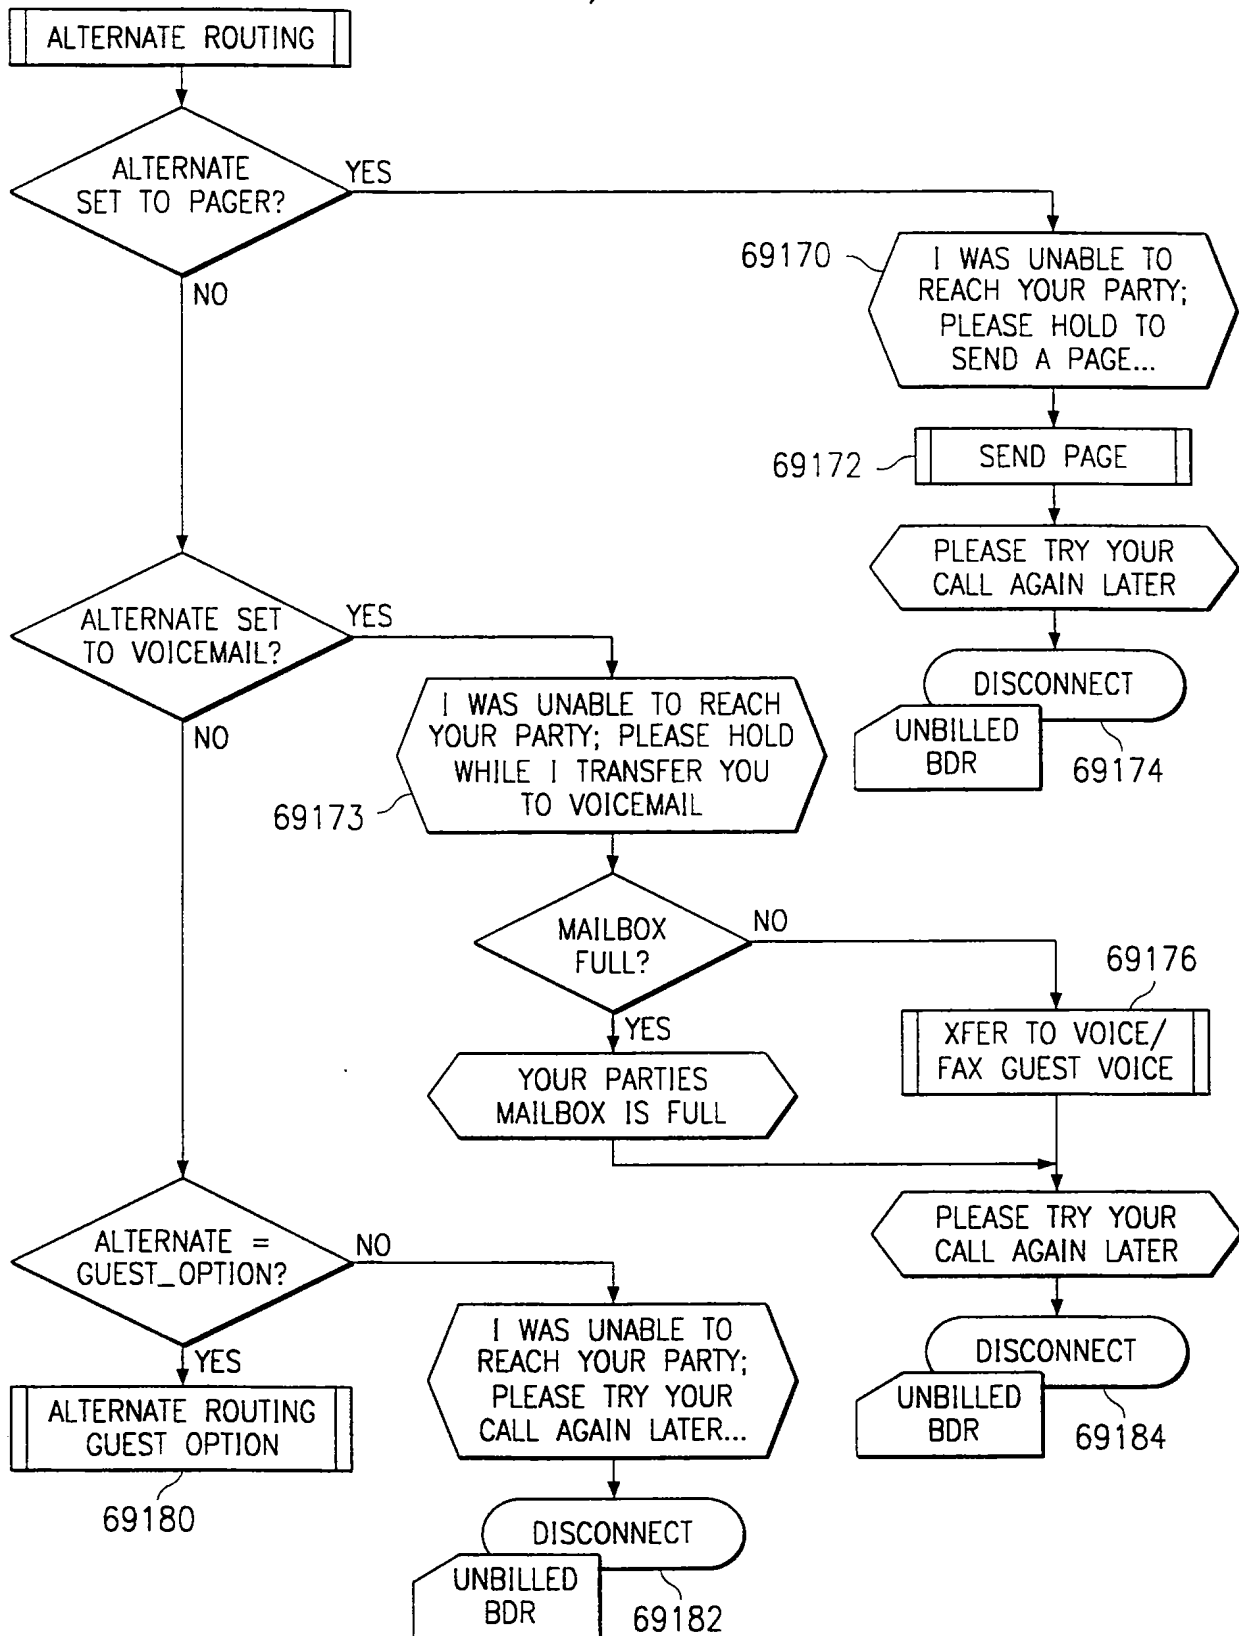 ALTERNATE ROUTING
ALTERNATE
SET TO PAGER?
YES
NO
69170
I WAS UNABLE TO
REACH YOUR PARTY;
PLEASE HOLD TO
SEND A PAGE...
69172
SEND PAGE
PLEASE TRY YOUR
CALL AGAIN LATER
DISCONNECT
UNBILLED
BDR
69174
ALTERNATE SET
TO VOICEMAIL?
YES
NO
I WAS UNABLE TO REACH
YOUR PARTY; PLEASE HOLD
WHILE I TRANSFER YOU
TO VOICEMAIL
69173
MAILBOX
FULL?
NO
YES
69176
XFER TO VOICE/
FAX GUEST VOICE
YOUR PARTIES
MAILBOX IS FULL
PLEASE TRY YOUR
CALL AGAIN LATER
DISCONNECT
UNBILLED
BDR
69184
ALTERNATE =
GUEST_OPTION?
NO
YES
ALTERNATE ROUTING
GUEST OPTION
69180
I WAS UNABLE TO
REACH YOUR PARTY;
PLEASE TRY YOUR
CALL AGAIN LATER...
DISCONNECT
UNBILLED
BDR
69182